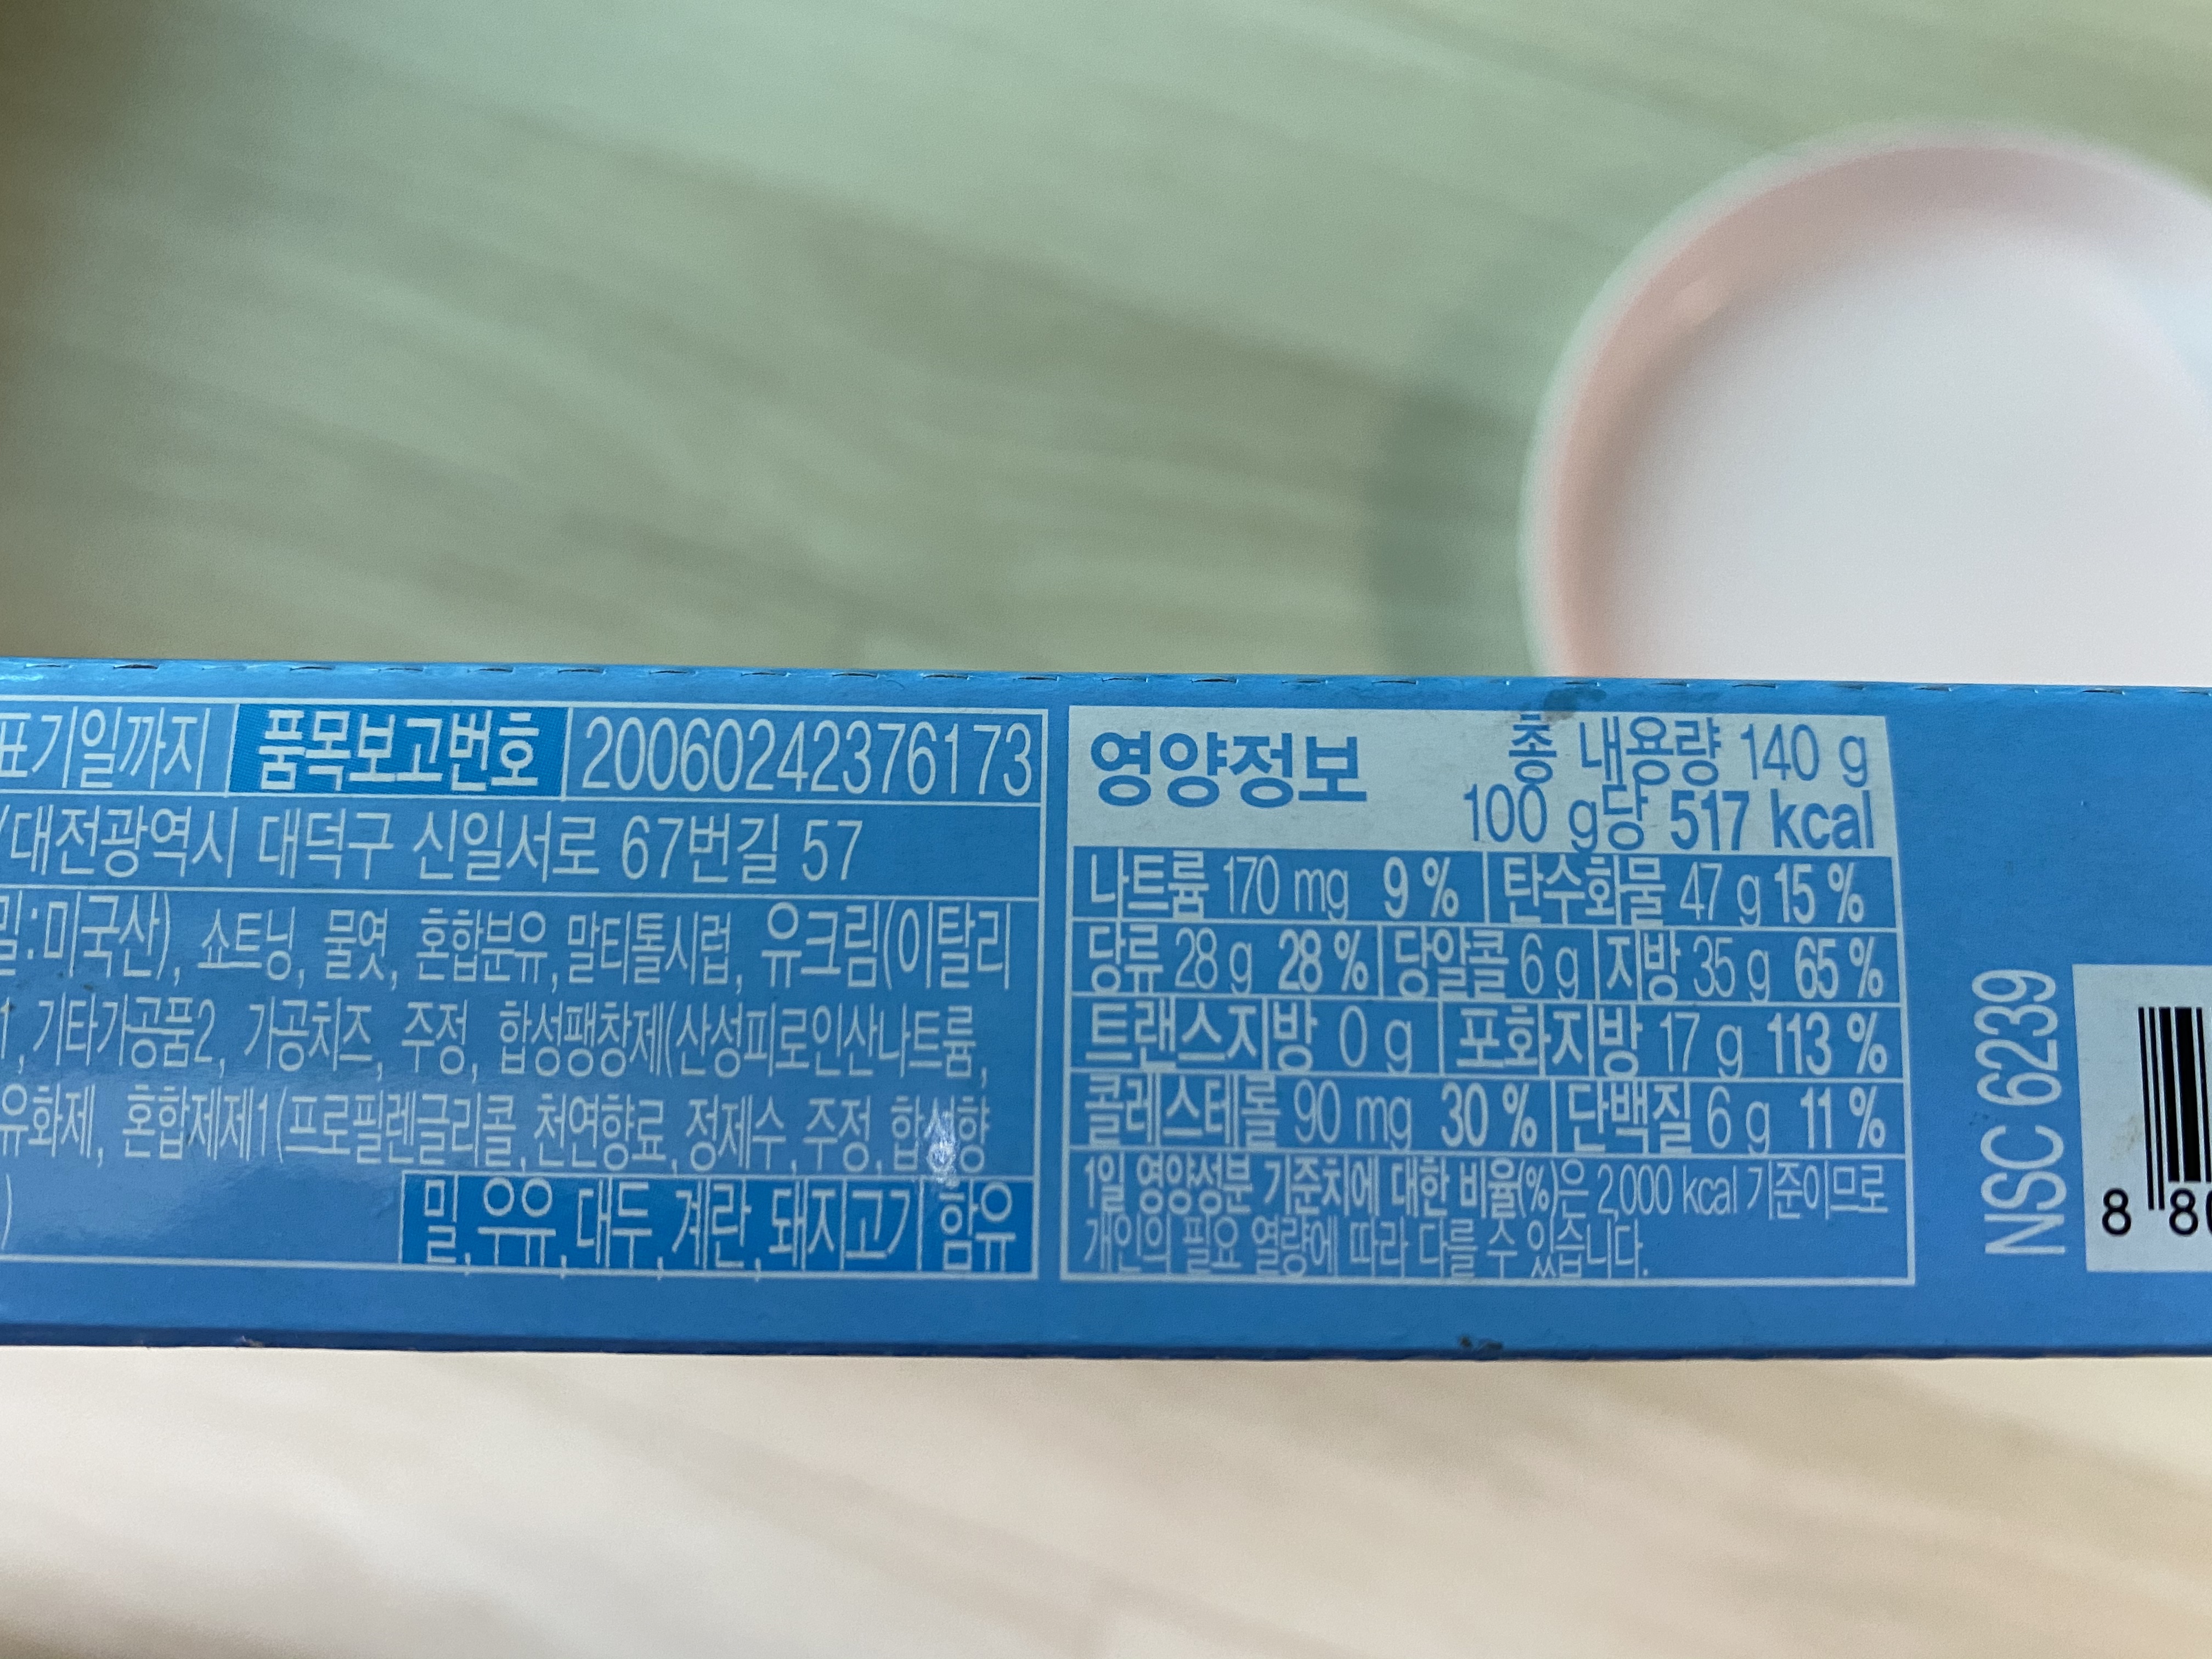 표기일까지 품목보고번호 20060242376173
(대전광역시 대덕구 신일서로 67번길 57
밀:미국산), 쇼트닝, 물엿, 혼합분유, 말티톨시럽, 유크림(이탈리
1, 기타가공품2, 가공치즈, 주정, 합성팽창제(산성피로인산나트륨,
유화제, 혼합제제1(프로필렌글리콜, 천연향료, 정제수, 주정, 합성향
)
밀, 우유, 대두, 계란, 돼지고기 함유
영양정보
총 내용량 140 g
100 g당 517 kcal
나트륨 170 mg 9 % 탄수화물 47 g 15 %
당류 28 g 28 % 당알콜 6 g 지방 35 g 65 %
트랜스지방 0 g 포화지방 17 g 113 %
콜레스테롤 90 mg 30 % 단백질 6 g 11 %
1일 영양성분 기준치에 대한 비율(%)은 2,000 kcal 기준이므로
개인의 필요 열량에 따라 다를 수 있습니다.
NSC 6239
8 80